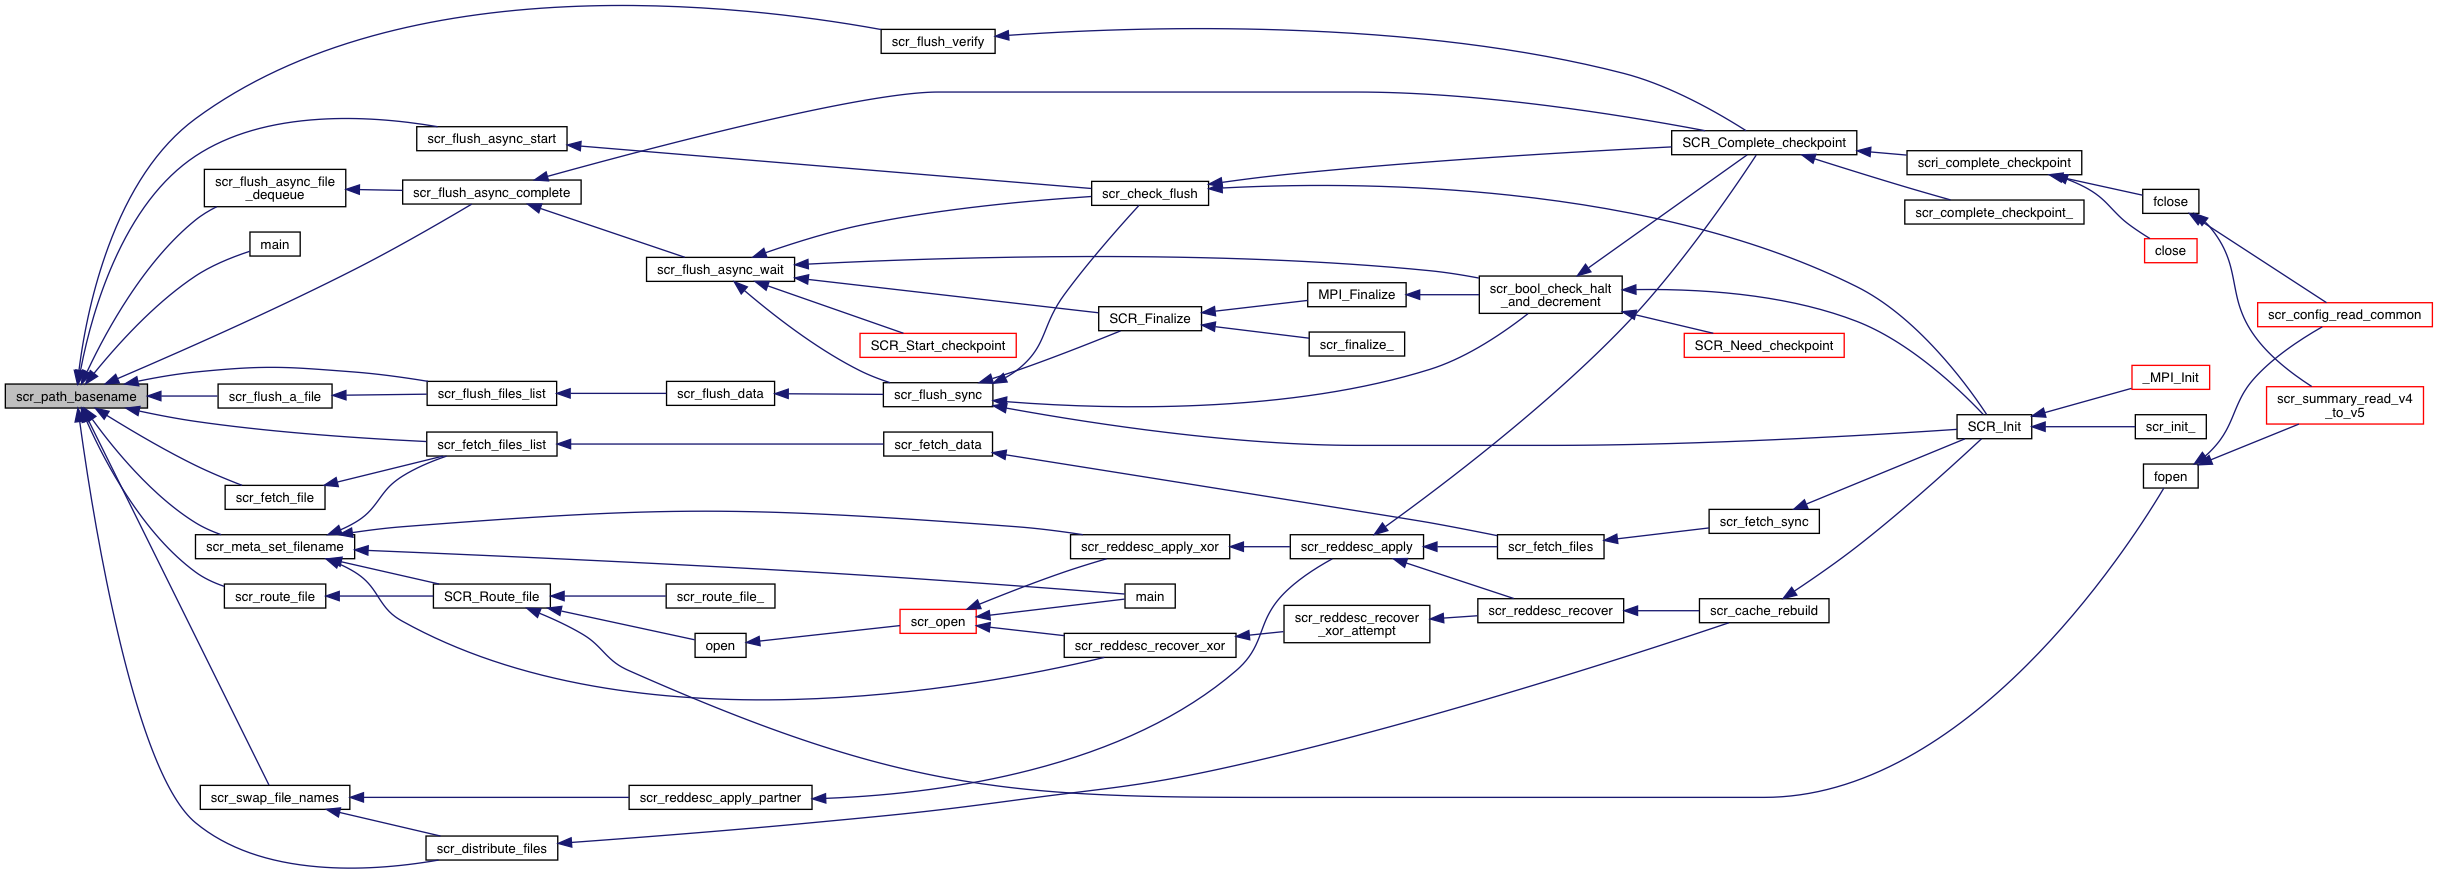 scr_flush_verify
scr_flush_async_start
SCR_Complete_checkpoint
scri_complete_checkpoint
scr_flush_async_file
_dequeue
scr_flush_async_complete
scr_check_flush
fclose
scr_complete_checkpoint_
main
close
scr_flush_async_wait
scr_bool_check_halt
_and_decrement
MPI_Finalize
SCR_Finalize
scr_config_read_common
SCR_Start_checkpoint
scr_finalize_
SCR_Need_checkpoint
_MPI_Init
scr_path_basename
scr_flush_a_file
scr_flush_files_list
scr_flush_data
scr_flush_sync
scr_summary_read_v4
_to_v5
SCR_Init
scr_init_
scr_fetch_files_list
scr_fetch_data
fopen
scr_fetch_file
scr_fetch_sync
scr_meta_set_filename
scr_reddesc_apply_xor
scr_reddesc_apply
scr_fetch_files
scr_route_file
SCR_Route_file
scr_route_file_
main
scr_open
scr_reddesc_recover
_xor_attempt
scr_reddesc_recover
scr_cache_rebuild
open
scr_reddesc_recover_xor
scr_swap_file_names
scr_reddesc_apply_partner
scr_distribute_files